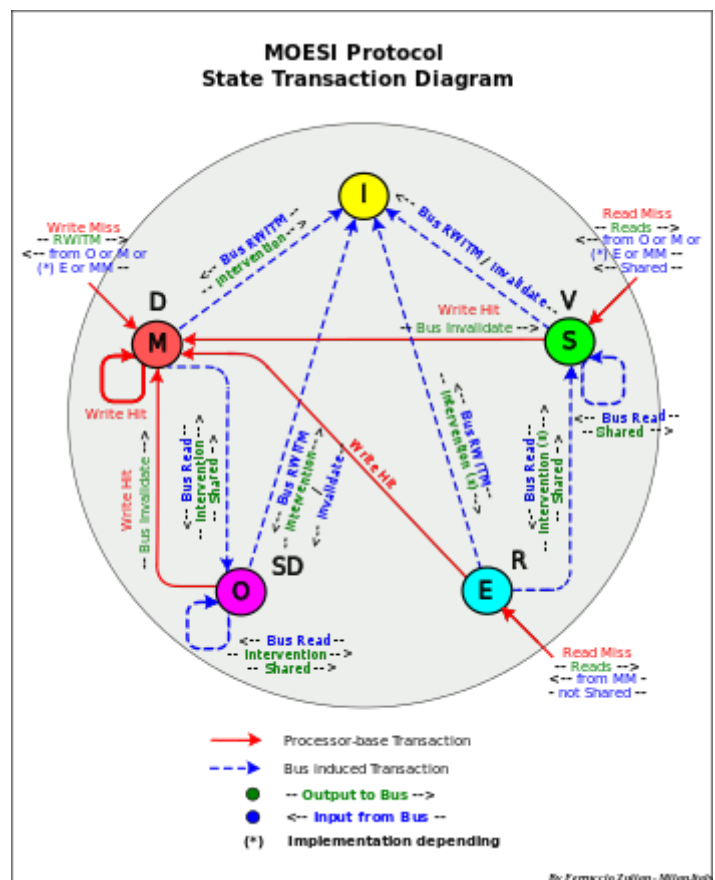 MOESI Protocol
State Transaction Diagram
I
<-- Bus RWITM --
-- Intervention-->
<-- Bus RWITM / Invalidate--
Write Miss
-- RWITM -->
<-- from O or M or
(*) E or MM --
Read Miss
-- Reads -->
<-- from O or M or
(*) E or MM --
<-- Shared --
D
M
V
S
Write Hit
-- Bus Invalidate -->
Write Hit
<-- Bus Read--
-- Shared-->
Write Hit
-- Bus Invalidate -->
<-- Bus Read--
-- Intervention-->
-- Shared-->
<-- Bus RWITM--
-- Intervention-->
/
<-- Invalidate--
Write Hit
<-- Bus RWITM--
-- Intervention (*) -->
<-- Bus Read--
-- Intervention (*)-->
-- Shared-->
SD
O
R
E
<-- Bus Read --
-- Intervention-->
-- Shared-->
Read Miss
-- Reads -->
<-- from MM -
- not Shared --
Processor-base Transaction
Bus Induced Transaction
-- Output to Bus -->
<-- Input from Bus --
(*) Implementation depending
By Ferruccio Zulian - Milan